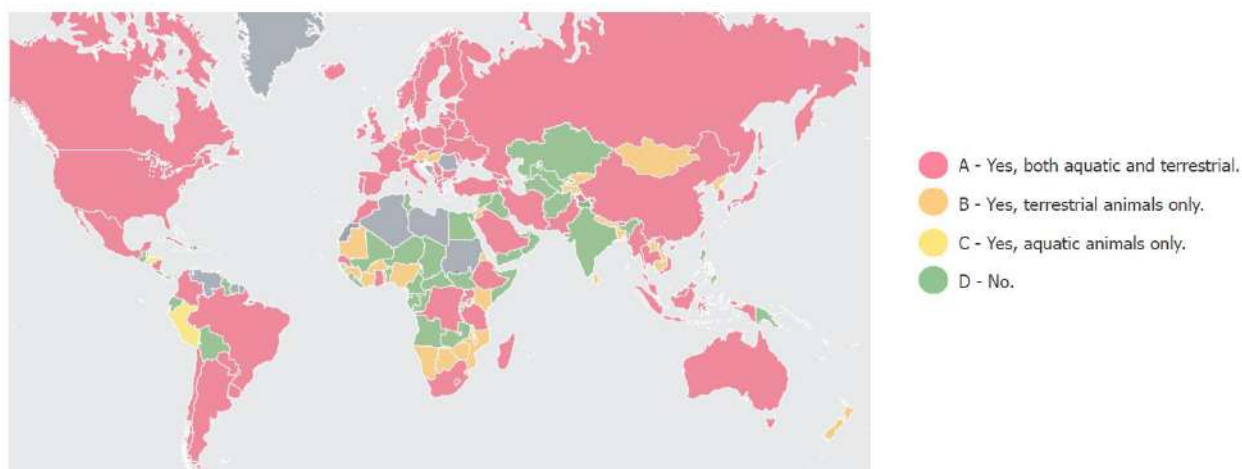 A - Yes, both aquatic and terrestrial.
B - Yes, terrestrial animals only.
C - Yes, aquatic animals only.
D - No.